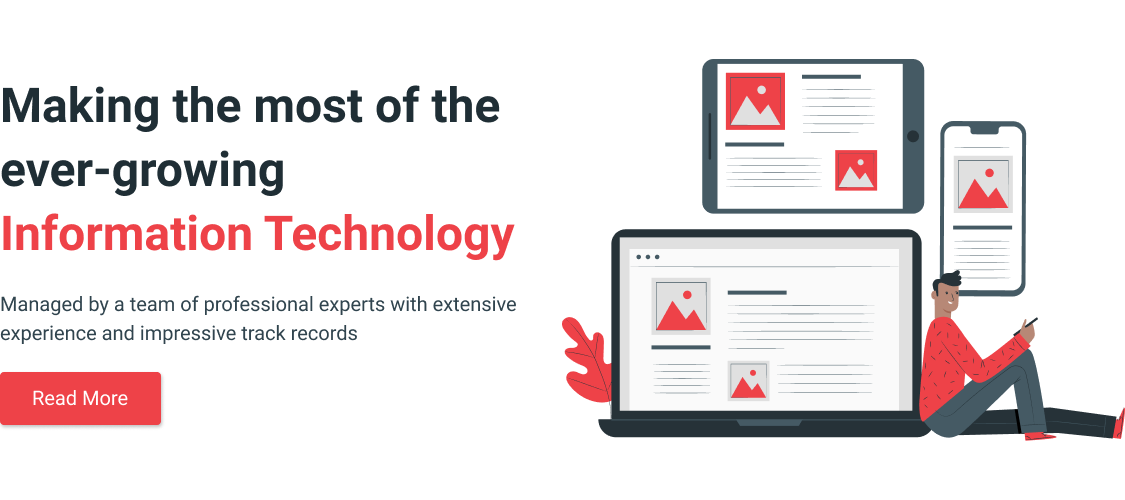 Making the most of the
ever-growing
Information Technology
Managed by a team of professional experts with extensive
experience and impressive track records
Read More